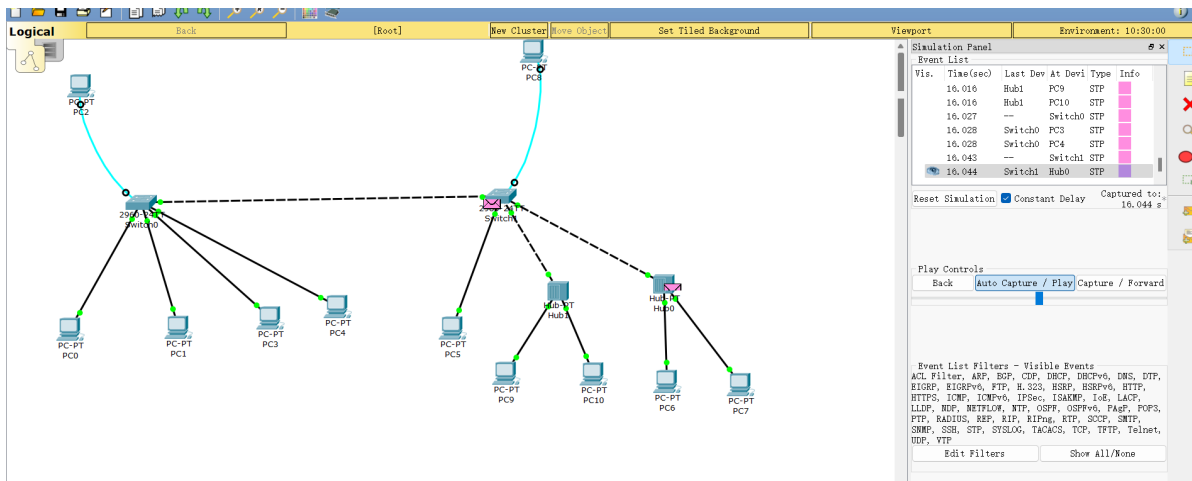 Logical Back [Root] New Cluster Move Object Set Tiled Background Viewport Environment: 10:30:00
PC-PT
PC2
PC-PT
PC8
2960-24TT
Switch0
Switch1
PC-PT
PC0
PC-PT
PC1
PC-PT
PC3
PC-PT
PC4
PC-PT
PC5
Hub-PT
Hub1
Hub-PT
Hub0
PC-PT
PC9
PC-PT
PC10
PC-PT
PC6
PC-PT
PC7
Simulation Panel
Event List
Vis. Time(sec) Last Dev At Devi Type Info
16.016 Hub1 PC9 STP
16.016 Hub1 PC10 STP
16.027 -- Switch0 STP
16.028 Switch0 PC3 STP
16.028 Switch0 PC4 STP
16.043 -- Switch1 STP
16.044 Switch1 Hub0 STP
Reset Simulation Constant Delay Captured to:
16.044 s
Play Controls
Back Auto Capture / Play Capture / Forward
Event List Filters - Visible Events
ACL Filter, ARP, BGP, CDP, DHCP, DHCPv6, DNS, DTP,
EIGRP, EIGRPv6, FTP, H.323, HSRP, HSRPv6, HTTP,
HTTPS, ICMP, ICMPv6, IPSec, ISAKMP, IoE, LACP,
LLDP, NDP, NETFLOW, NTP, OSPF, OSPFv6, PAgP, POP3,
PTP, RADIUS, REP, RIP, RIPng, RTP, SCCP, SMTP,
SNMP, SSH, STP, SYSLOG, TACACS, TCP, TFTP, Telnet,
UDP, VTP
Edit Filters Show All/None